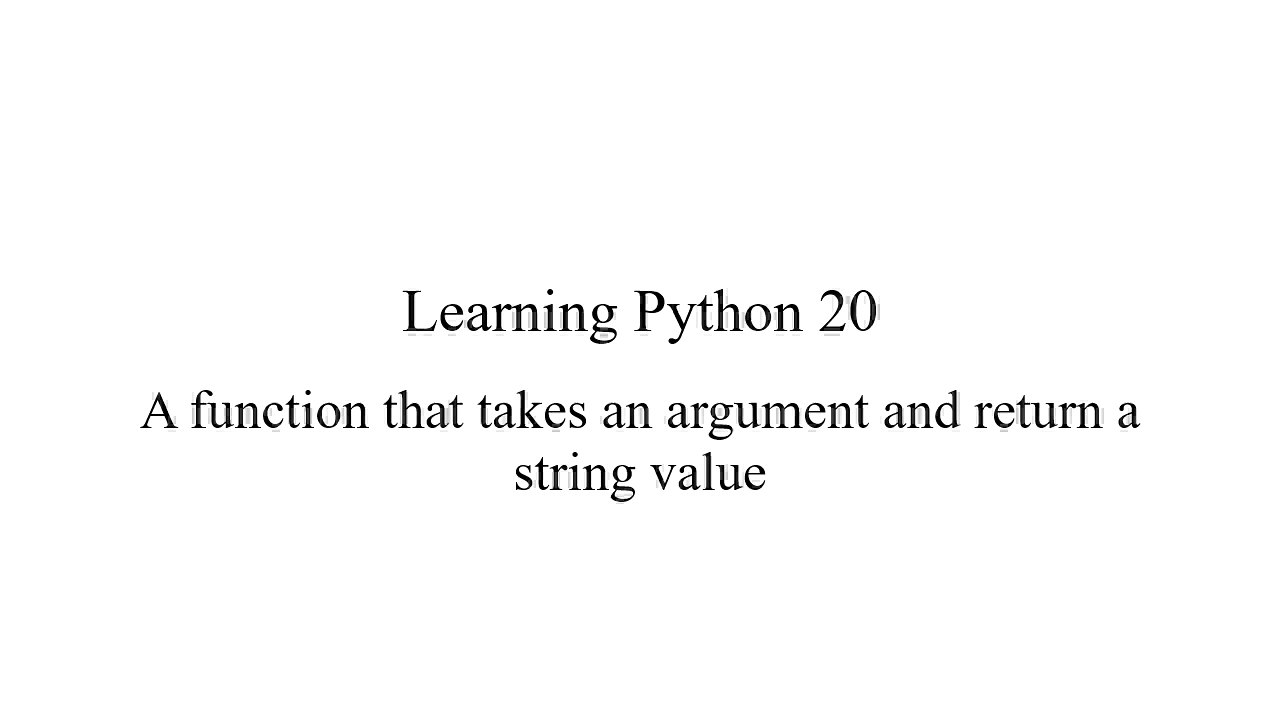 Learning Python 20
A function that takes an argument and return a
string value